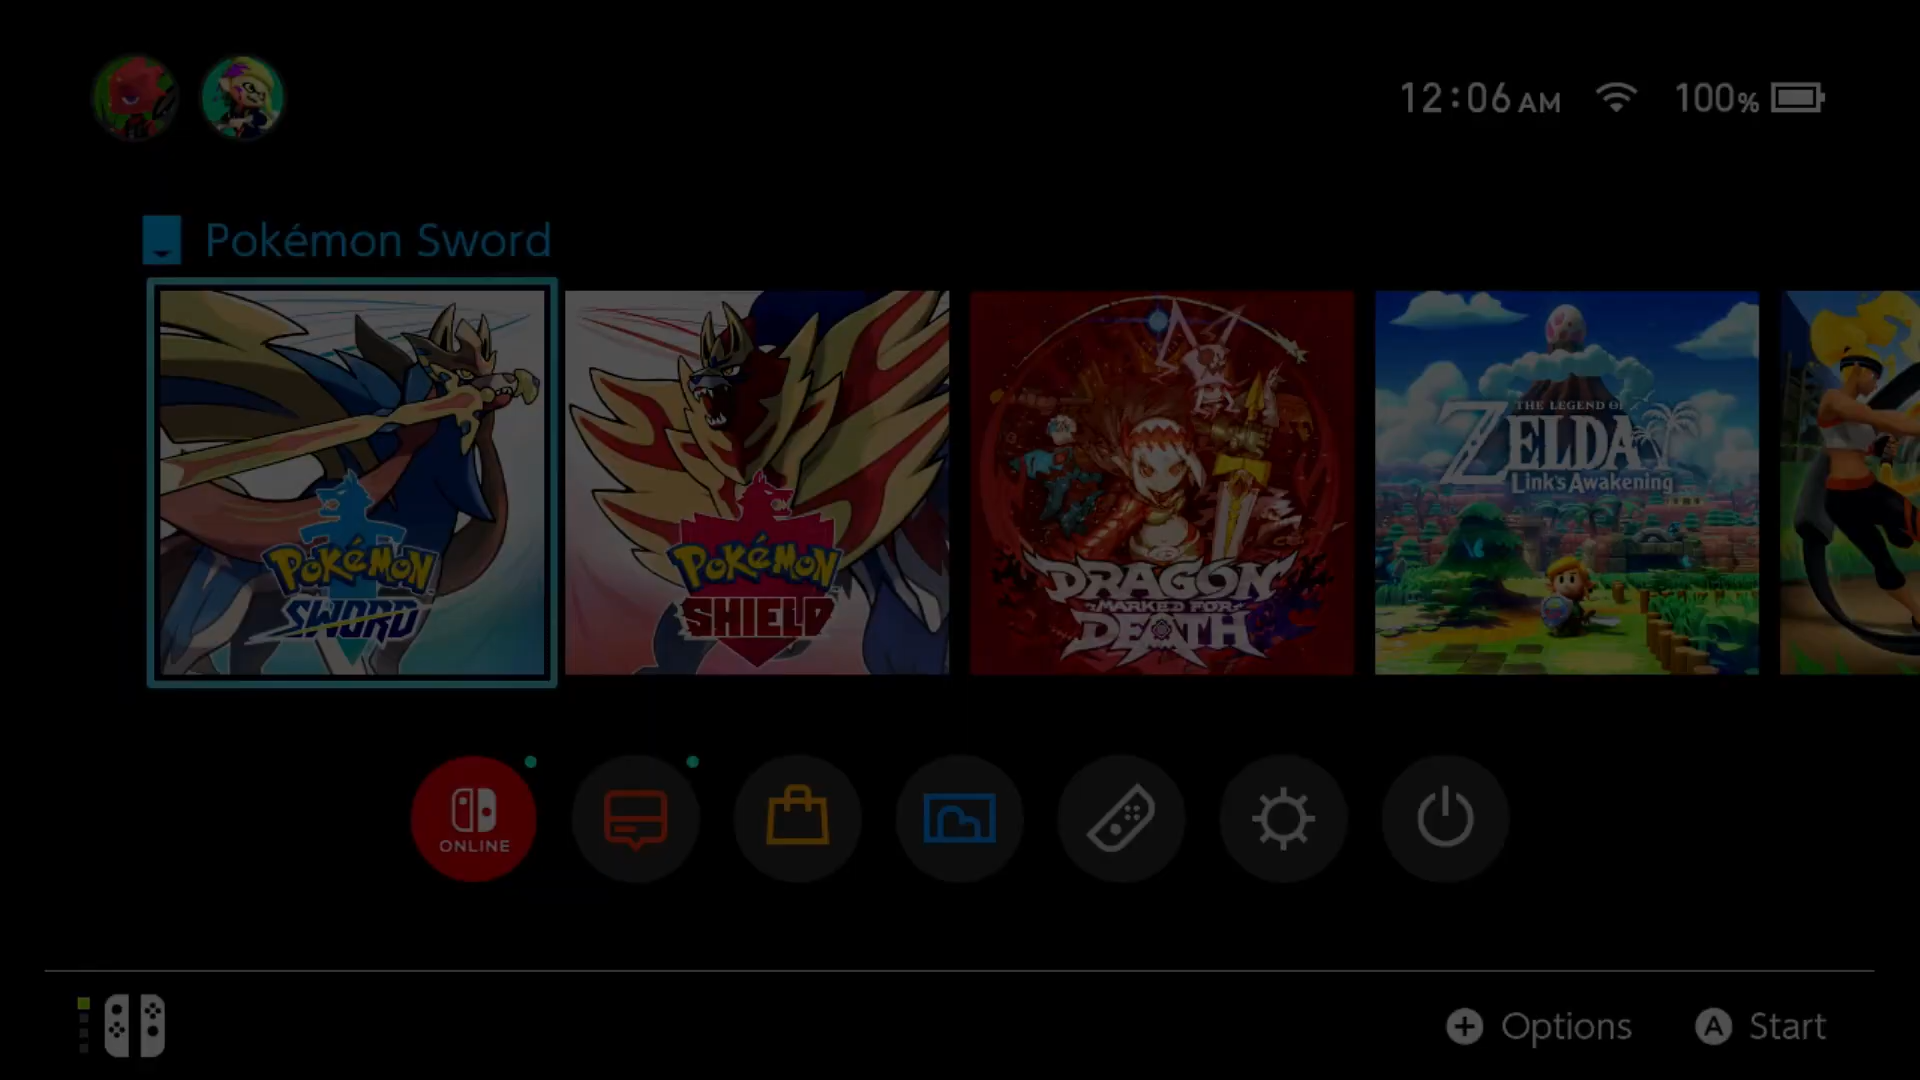 12:06 AM 100%
Pokémon Sword
POKéMON
SWORD
POKéMON
SHIELD
DRAGON
MARKED FOR
DEATH
THE LEGEND OF
ZELDA
Link's Awakening
ONLINE
+ Options A Start